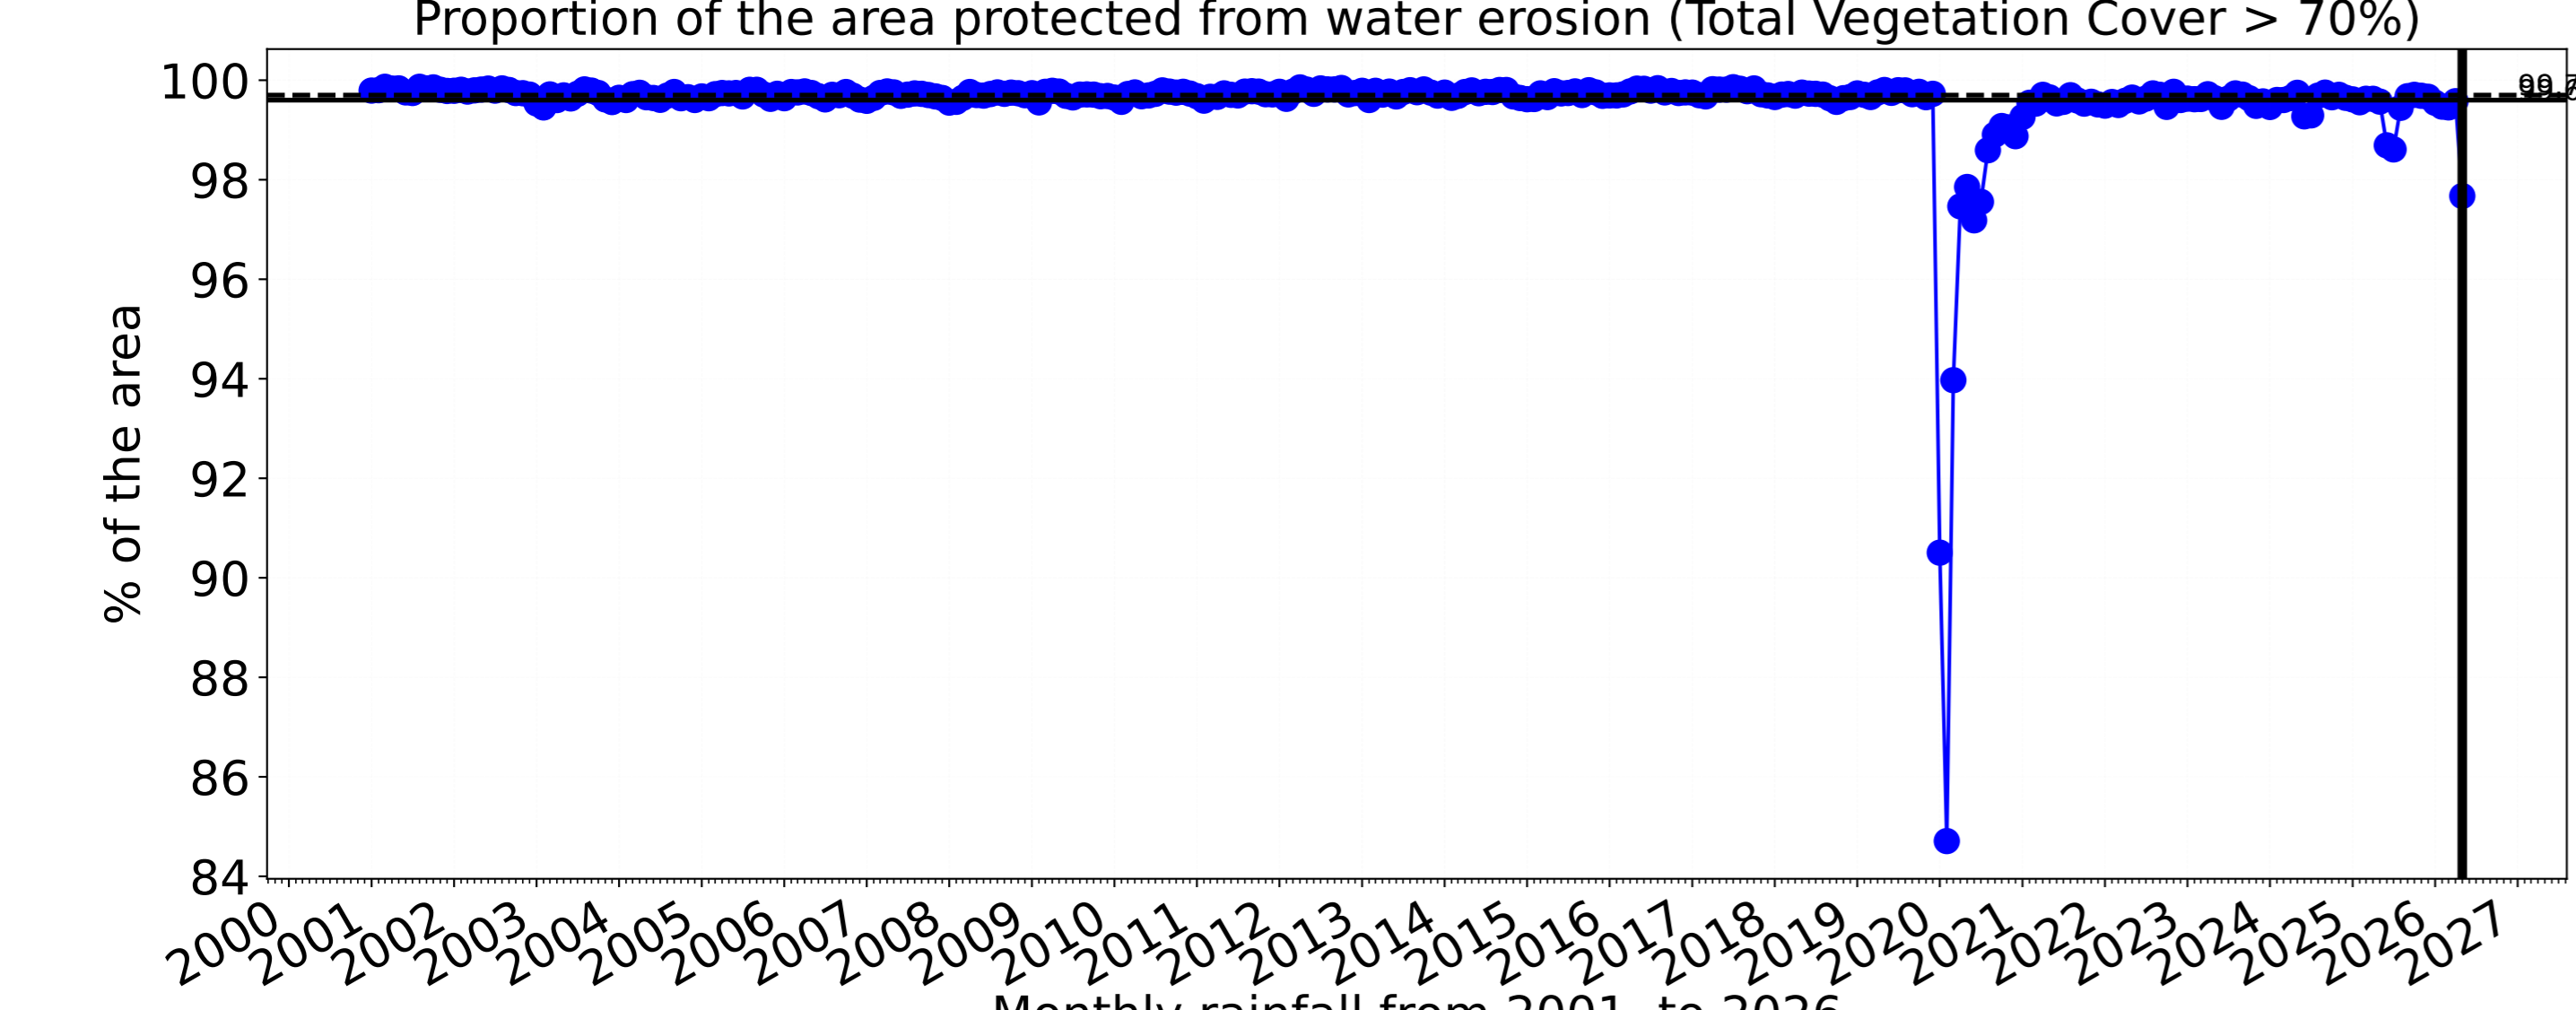 Proportion of the area protected from water erosion (Total Vegetation Cover > 70%)
100
98
96
94
92
90
88
86
84
% of the area
2000 2001 2002 2003 2004 2005 2006 2007 2008 2009 2010 2011 2012 2013 2014 2015 2016 2017 2018 2019 2020 2021 2022 2023 2024 2025 2026 2027
Monthly rainfall from 2001 to 2026